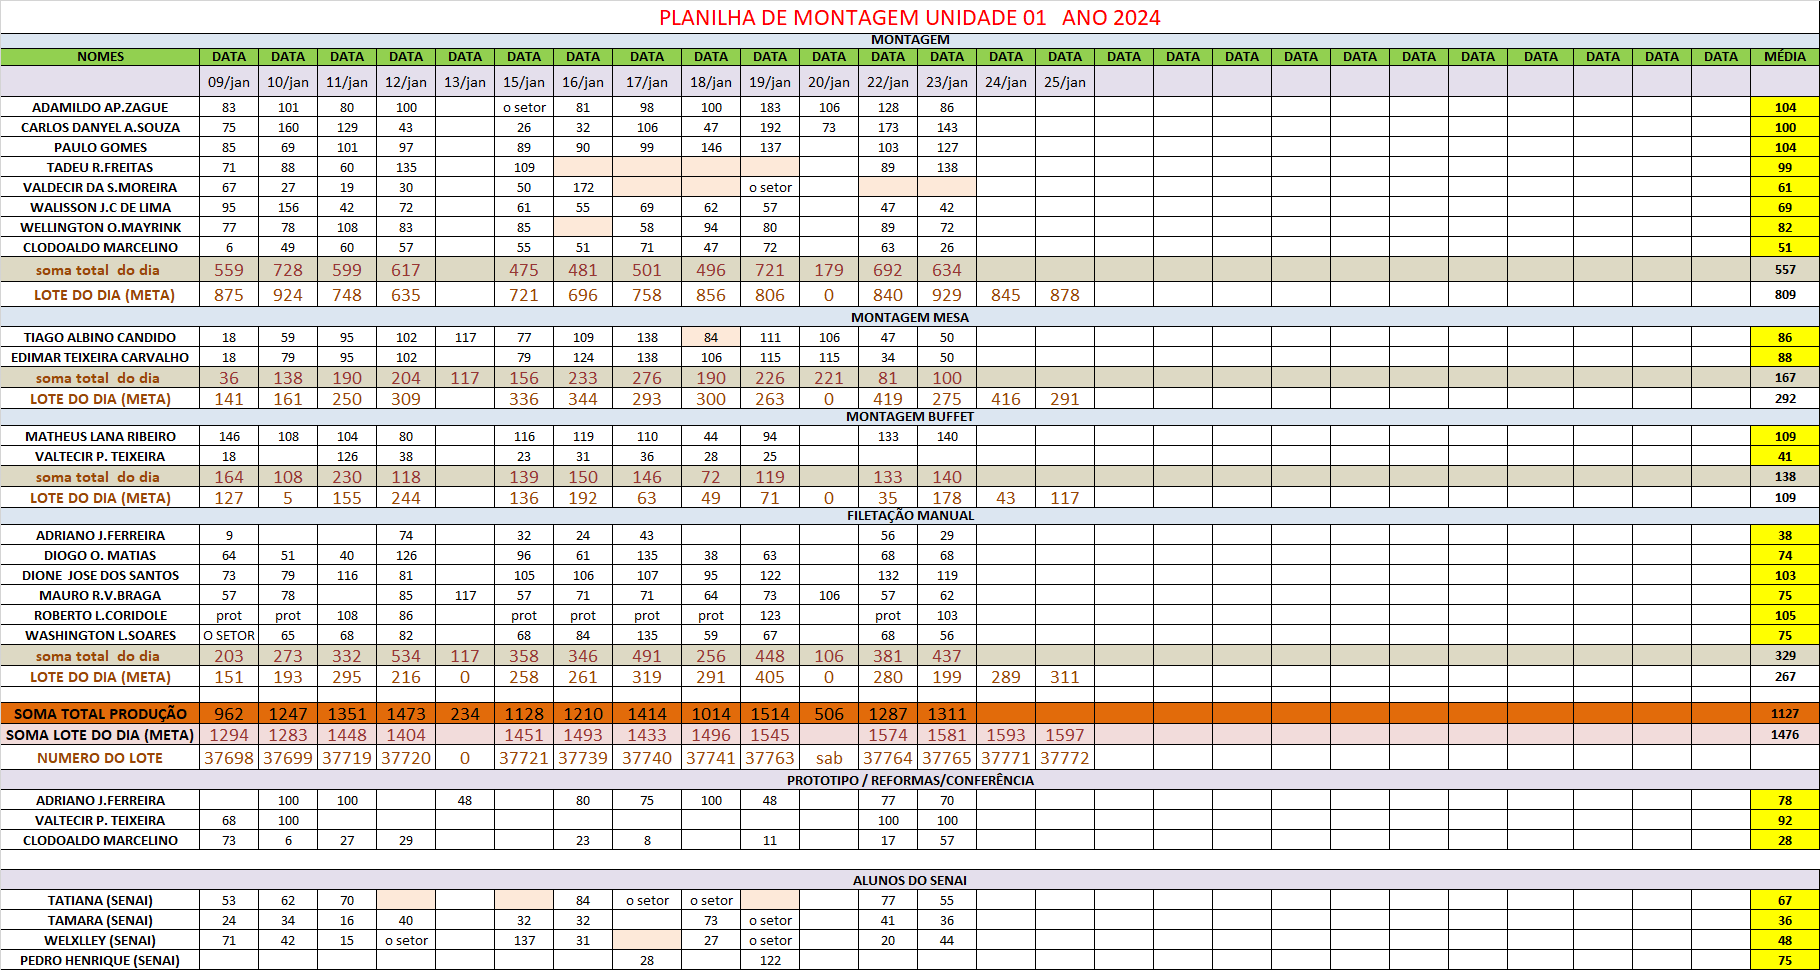 PLANILHA DE MONTAGEM UNIDADE 01 ANO 2024
MONTAGEM
NOMES DATA DATA DATA DATA DATA DATA DATA DATA DATA DATA DATA DATA DATA DATA DATA DATA DATA DATA DATA DATA DATA DATA DATA DATA DATA DATA MÉDIA
09/jan 10/jan 11/jan 12/jan 13/jan 15/jan 16/jan 17/jan 18/jan 19/jan 20/jan 22/jan 23/jan 24/jan 25/jan
ADAMILDO AP.ZAGUE 83 101 80 100 o setor 81 98 100 183 106 128 86 104
CARLOS DANYEL A.SOUZA 75 160 129 43 26 32 106 47 192 73 173 143 100
PAULO GOMES 85 69 101 97 89 90 99 146 137 103 127 104
TADEU R.FREITAS 71 88 60 135 109 89 138 99
VALDECIR DA S.MOREIRA 67 27 19 30 50 172 o setor 61
WALISSON J.C DE LIMA 95 156 42 72 61 55 69 62 57 47 42 69
WELLINGTON O.MAYRINK 77 78 108 83 85 58 94 80 89 72 82
CLODOALDO MARCELINO 6 49 60 57 55 51 71 47 72 63 26 51
soma total do dia 559 728 599 617 475 481 501 496 721 179 692 634 557
LOTE DO DIA (META) 875 924 748 635 721 696 758 856 806 0 840 929 845 878 809
MONTAGEM MESA
TIAGO ALBINO CANDIDO 18 59 95 102 117 77 109 138 84 111 106 47 50 86
EDIMAR TEIXEIRA CARVALHO 18 79 95 102 79 124 138 106 115 115 34 50 88
soma total do dia 36 138 190 204 117 156 233 276 190 226 221 81 100 167
LOTE DO DIA (META) 141 161 250 309 336 344 293 300 263 0 419 275 416 291 292
MONTAGEM BUFFET
MATHEUS LANA RIBEIRO 146 108 104 80 116 119 110 44 94 133 140 109
VALTECIR P. TEIXEIRA 18 126 38 23 31 36 28 25 41
soma total do dia 164 108 230 118 139 150 146 72 119 133 140 138
LOTE DO DIA (META) 127 5 155 244 136 192 63 49 71 0 35 178 43 117 109
FILETAÇÃO MANUAL
ADRIANO J.FERREIRA 9 74 32 24 43 56 29 38
DIOGO O. MATIAS 64 51 40 126 96 61 135 38 63 68 68 74
DIONE JOSE DOS SANTOS 73 79 116 81 105 106 107 95 122 132 119 103
MAURO R.V.BRAGA 57 78 85 117 57 71 71 64 73 106 57 62 75
ROBERTO L.CORIDOLE prot prot 108 86 prot prot prot prot 123 prot 103 105
WASHINGTON L.SOARES O SETOR 65 68 82 68 84 135 59 67 68 56 75
soma total do dia 203 273 332 534 117 358 346 491 256 448 106 381 437 329
LOTE DO DIA (META) 151 193 295 216 0 258 261 319 291 405 0 280 199 289 311 267
SOMA TOTAL PRODUÇÃO 962 1247 1351 1473 234 1128 1210 1414 1014 1514 506 1287 1311 1127
SOMA LOTE DO DIA (META) 1294 1283 1448 1404 1451 1493 1433 1496 1545 1574 1581 1593 1597 1476
NUMERO DO LOTE 37698 37699 37719 37720 0 37721 37739 37740 37741 37763 sab 37764 37765 37771 37772
PROTOTIPO / REFORMAS/CONFERÊNCIA
ADRIANO J.FERREIRA 100 100 48 80 75 100 48 77 70 78
VALTECIR P. TEIXEIRA 68 100 100 100 92
CLODOALDO MARCELINO 73 6 27 29 23 8 11 17 57 28
ALUNOS DO SENAI
TATIANA (SENAI) 53 62 70 84 o setor o setor 77 55 67
TAMARA (SENAI) 24 34 16 40 32 32 73 o setor 41 36 36
WELXLLEY (SENAI) 71 42 15 o setor 137 31 27 o setor 20 44 48
PEDRO HENRIQUE (SENAI) 28 122 75